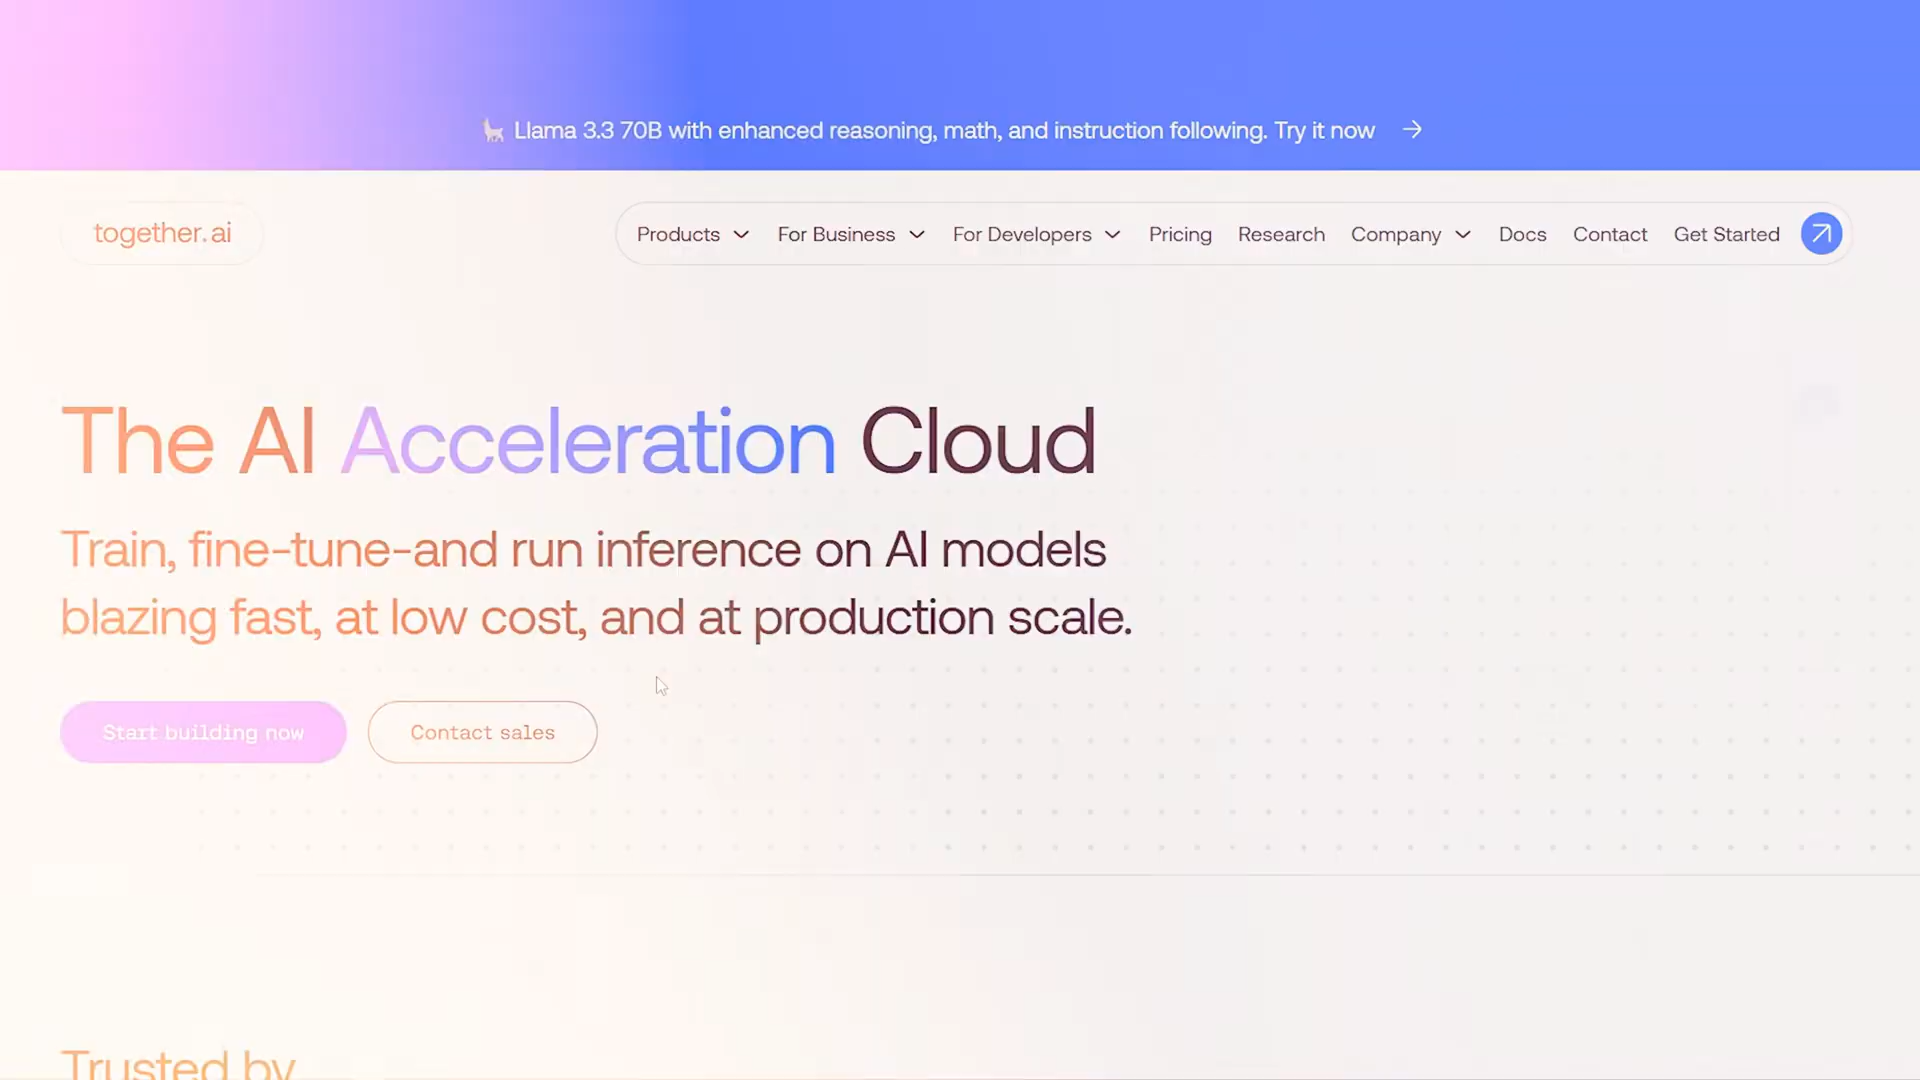 Llama 3.3 70B with enhanced reasoning, math, and instruction following. Try it now
together.ai
Products
For Business
For Developers
Pricing
Research
Company
Docs
Contact
Get Started
The AI Acceleration Cloud
Train, fine-tune-and run inference on AI models
blazing fast, at low cost, and at production scale.
Start building now
Contact sales
Trusted by